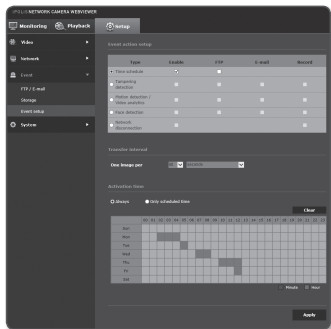 iPOLiS NETWORK CAMERA WEBVIEWER
Monitoring
Playback
Setup
Video
Network
Event
FTP / E-mail
Storage
Event setup
System
Event action setup
Type Enable FTP E-mail Record
Time schedule
Tampering detection
Motion detection / Video analytics
Face detection
Network disconnection
Transfer interval
One image per
Activation time
Always Only scheduled time
Clear
00 01 02 03 04 05 06 07 08 09 10 11 12 13 14 15 16 17 18 19 20 21 22 23
Sun
Mon
Tue
Wed
Thu
Fri
Sat
Minute Hour
Apply